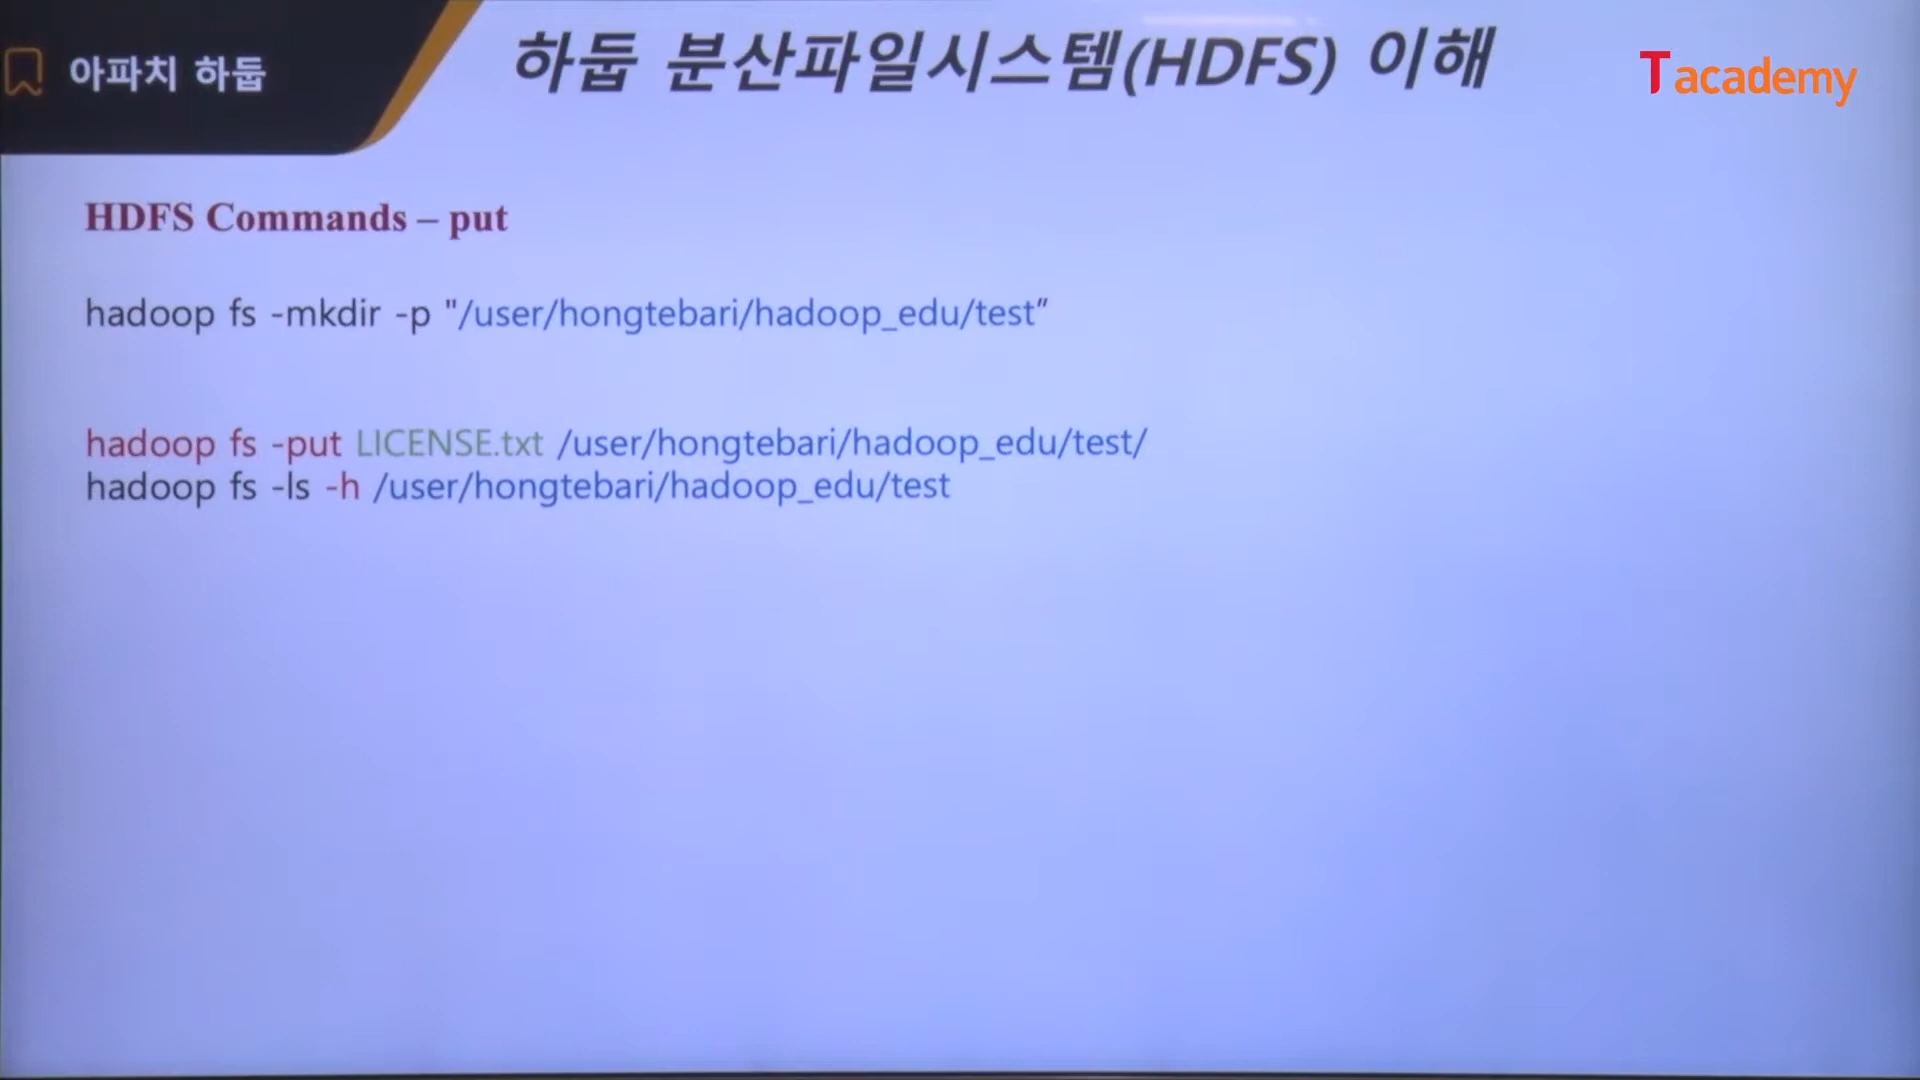 아파치 하둡
하둡 분산파일시스템(HDFS) 이해
Tacademy
HDFS Commands – put
hadoop fs -mkdir -p "/user/hongtebari/hadoop_edu/test”
hadoop fs -put LICENSE.txt /user/hongtebari/hadoop_edu/test/
hadoop fs -ls -h /user/hongtebari/hadoop_edu/test